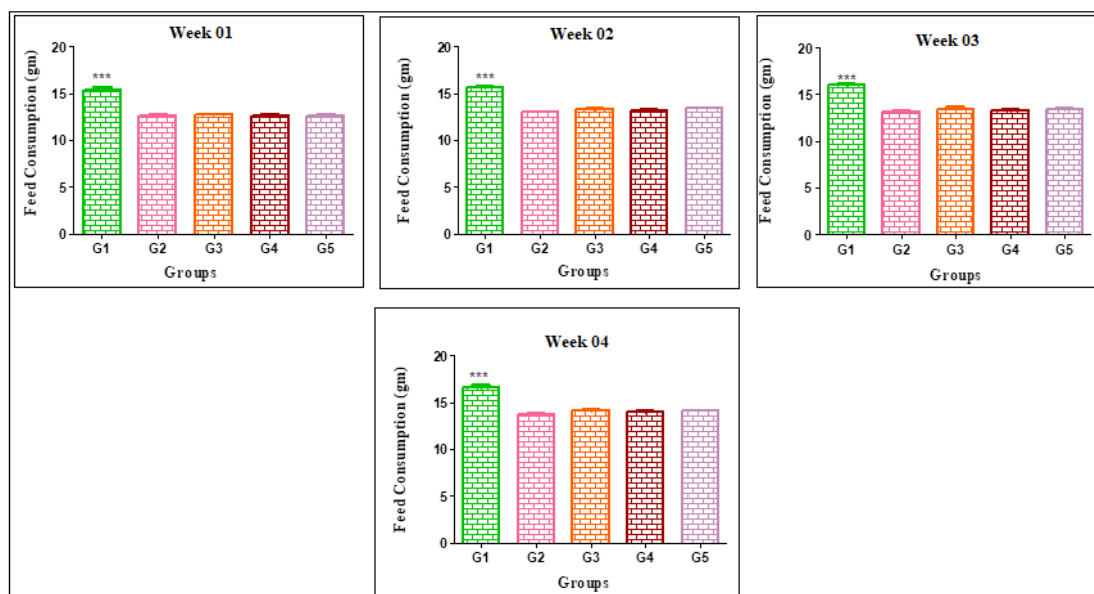 Week 01
Feed Consumption (gm)
20
15
10
5
0
***
G1 G2 G3 G4 G5
Groups
Week 02
Feed Consumption (gm)
20
15
10
5
0
***
G1 G2 G3 G4 G5
Groups
Week 03
Feed Consumption (gm)
20
15
10
5
0
***
G1 G2 G3 G4 G5
Groups
Week 04
Feed Consumption (gm)
20
15
10
5
0
***
G1 G2 G3 G4 G5
Groups